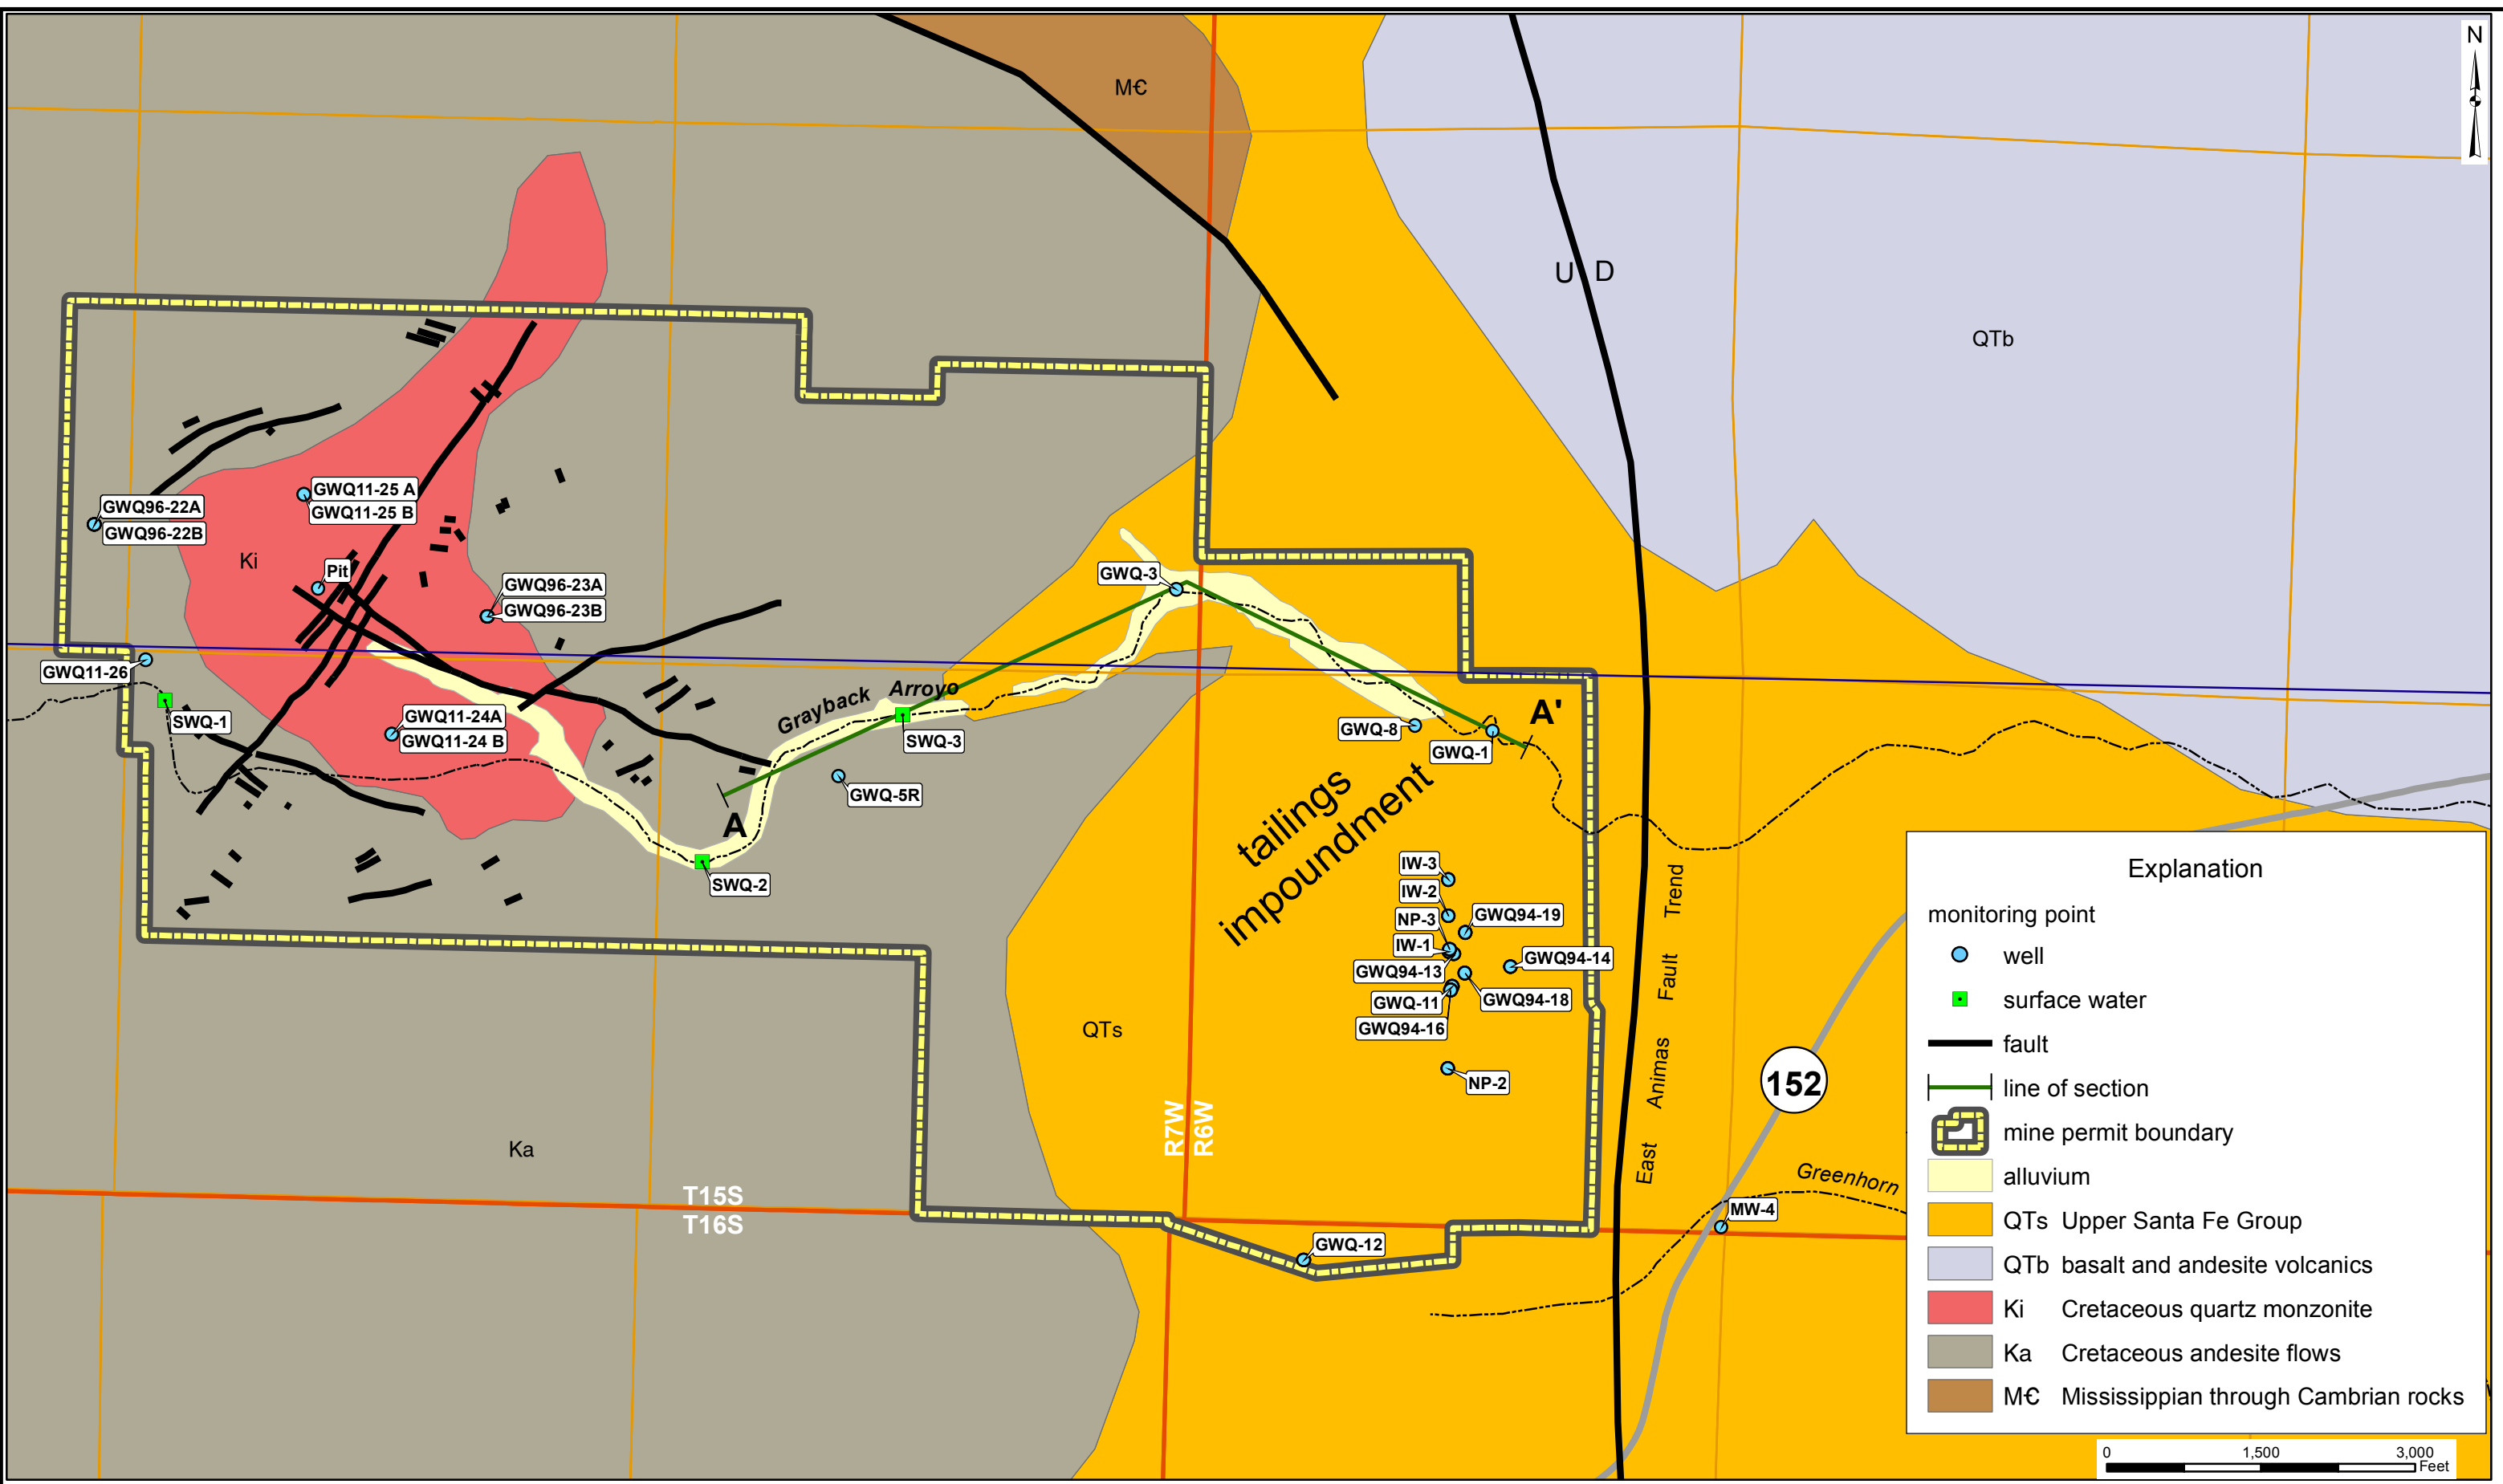 N
M€
U D
QTb
GWQ11-25 A
GWQ11-25 B
GWQ96-22A
GWQ96-22B
Ki
Pit
GWQ96-23A
GWQ96-23B
GWQ-3
GWQ11-26
SWQ-1
GWQ11-24A
GWQ11-24 B
Grayback Arroyo
SWQ-3
GWQ-5R
A
SWQ-2
GWQ-8
GWQ-1
A'
tailings
impoundment
IW-3
IW-2
NP-3
GWQ94-19
IW-1
GWQ94-13
GWQ94-14
GWQ-11
GWQ94-18
GWQ94-16
NP-2
QTs
Ka
R7W
R6W
T15S
T16S
GWQ-12
East Animas Fault Trend
152
Greenhorn
MW-4
Explanation
monitoring point
well
surface water
fault
line of section
mine permit boundary
alluvium
QTs Upper Santa Fe Group
QTb basalt and andesite volcanics
Ki Cretaceous quartz monzonite
Ka Cretaceous andesite flows
M€ Mississippian through Cambrian rocks
0 1,500 3,000
Feet